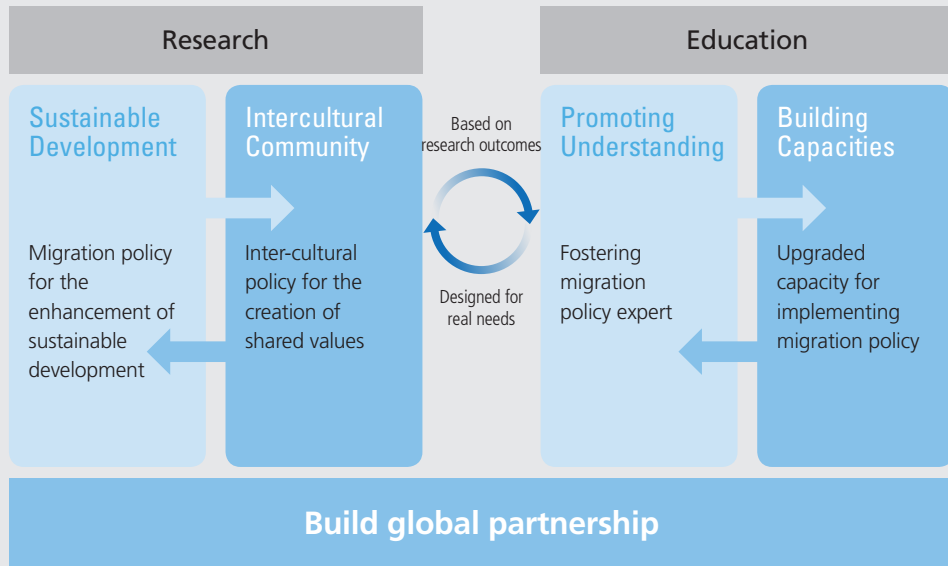 Research
Sustainable
Development
Migration policy
for the
enhancement of
sustainable
development
Intercultural
Community
Inter-cultural
policy for the
creation of
shared values
Based on
research outcomes
Designed for
real needs
Education
Promoting
Understanding
Fostering
migration
policy expert
Building
Capacities
Upgraded
capacity for
implementing
migration policy
Build global partnership